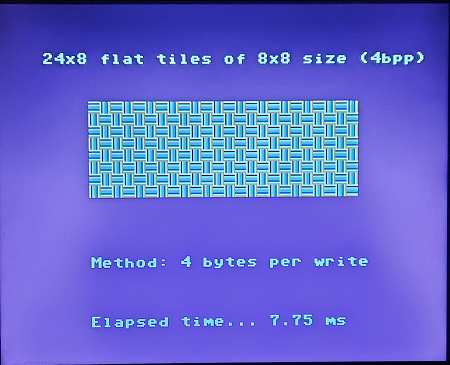 24x8 flat tiles of 8x8 size (4bpp)
Method: 4 bytes per write
Elapsed time... 7.75 ms